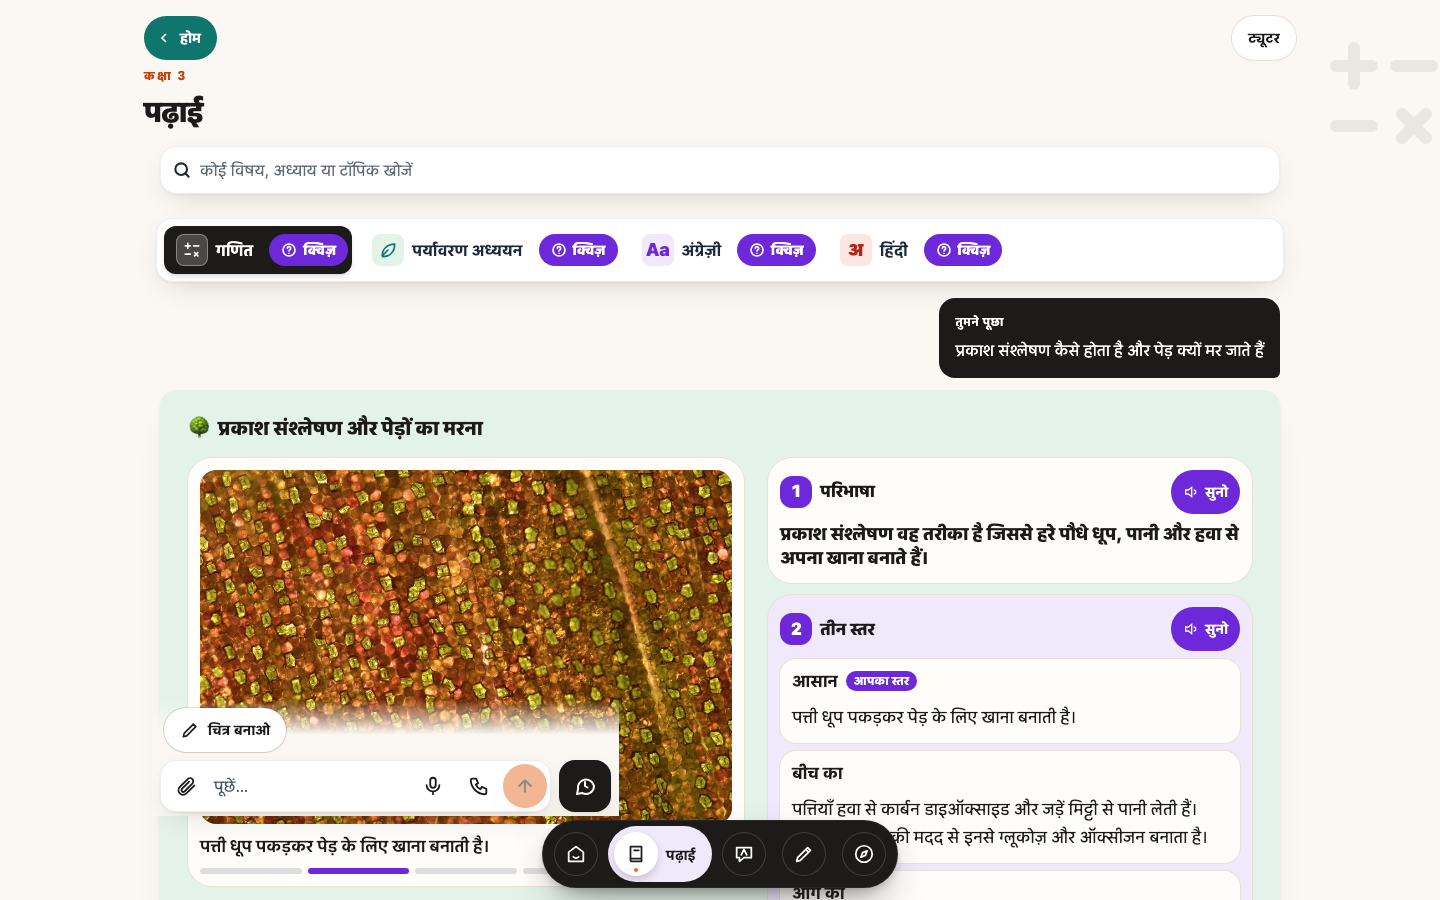 होम
ट्यूटर
कक्षा 3
पढ़ाई
कोई विषय, अध्याय या टॉपिक खोजें
गणित क्विज़ पर्यावरण अध्ययन क्विज़ Aa अंग्रेज़ी क्विज़ अ हिंदी क्विज़
तुमने पूछा
प्रकाश संश्लेषण कैसे होता है और पेड़ क्यों मर जाते हैं
प्रकाश संश्लेषण और पेड़ों का मरना
1 परिभाषा सुनो
प्रकाश संश्लेषण वह तरीका है जिससे हरे पौधे धूप, पानी और हवा से
अपना खाना बनाते हैं।
2 तीन स्तर सुनो
आसान आपका स्तर
पत्ती धूप पकड़कर पेड़ के लिए खाना बनाती है।
बीच का
पत्तियाँ हवा से कार्बन डाइऑक्साइड और जड़ें मिट्टी से पानी लेती हैं।
की मदद से इनसे ग्लूकोज़ और ऑक्सीजन बनाता है।
चित्र बनाओ
पूछें...
पत्ती धूप पकड़कर पेड़ के लिए खाना बनाती है।
पढ़ाई